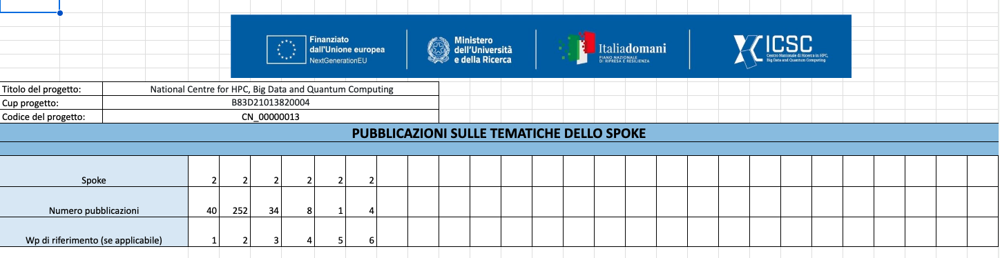 Finanziato
dall'Unione europea
NextGenerationEU
Ministero
dell'Università
e della Ricerca
Italiadomani
PIANO NAZIONALE
DI RIPRESA E RESILIENZA
ICSC
Centro Nazionale di Ricerca in HPC,
Big Data and Quantum Computing
Titolo del progetto: National Centre for HPC, Big Data and Quantum Computing
Cup progetto: B83D21013820004
Codice del progetto: CN_00000013
PUBBLICAZIONI SULLE TEMATICHE DELLO SPOKE
Spoke 2 2 2 2 2 2
Numero pubblicazioni 40 252 34 8 1 4
Wp di riferimento (se applicabile) 1 2 3 4 5 6